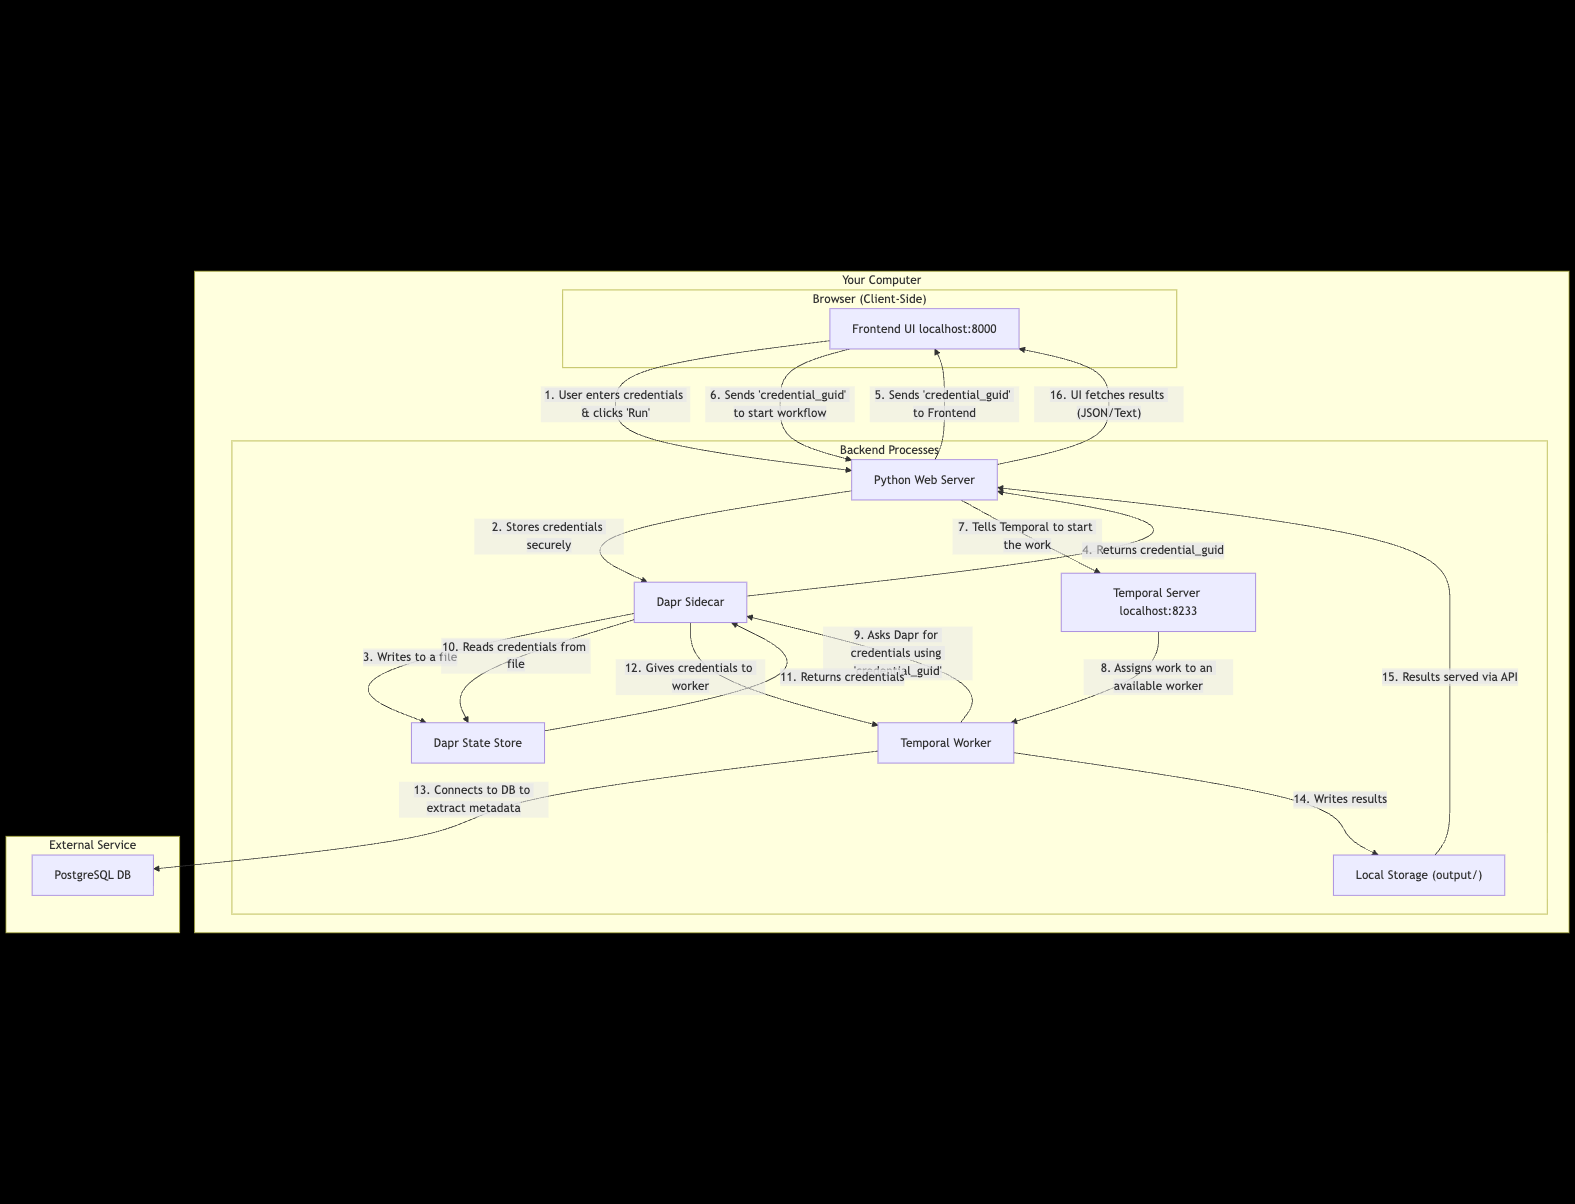 Your Computer
Browser (Client-Side)
Frontend UI localhost:8000
1. User enters credentials
& clicks 'Run'
6. Sends 'credential_guid'
to start workflow
5. Sends 'credential_guid'
to Frontend
16. UI fetches results
(JSON/Text)
Backend Processes
Python Web Server
2. Stores credentials
securely
7. Tells Temporal to start
the work
4. Returns credential_guid
Dapr Sidecar
Temporal Server
localhost:8233
3. Writes to a file
10. Reads credentials from
file
12. Gives credentials to
worker
9. Asks Dapr for
credentials using
'credential_guid'
11. Returns credentials
8. Assigns work to an
available worker
15. Results served via API
Dapr State Store
Temporal Worker
13. Connects to DB to
extract metadata
14. Writes results
External Service
PostgreSQL DB
Local Storage (output/)